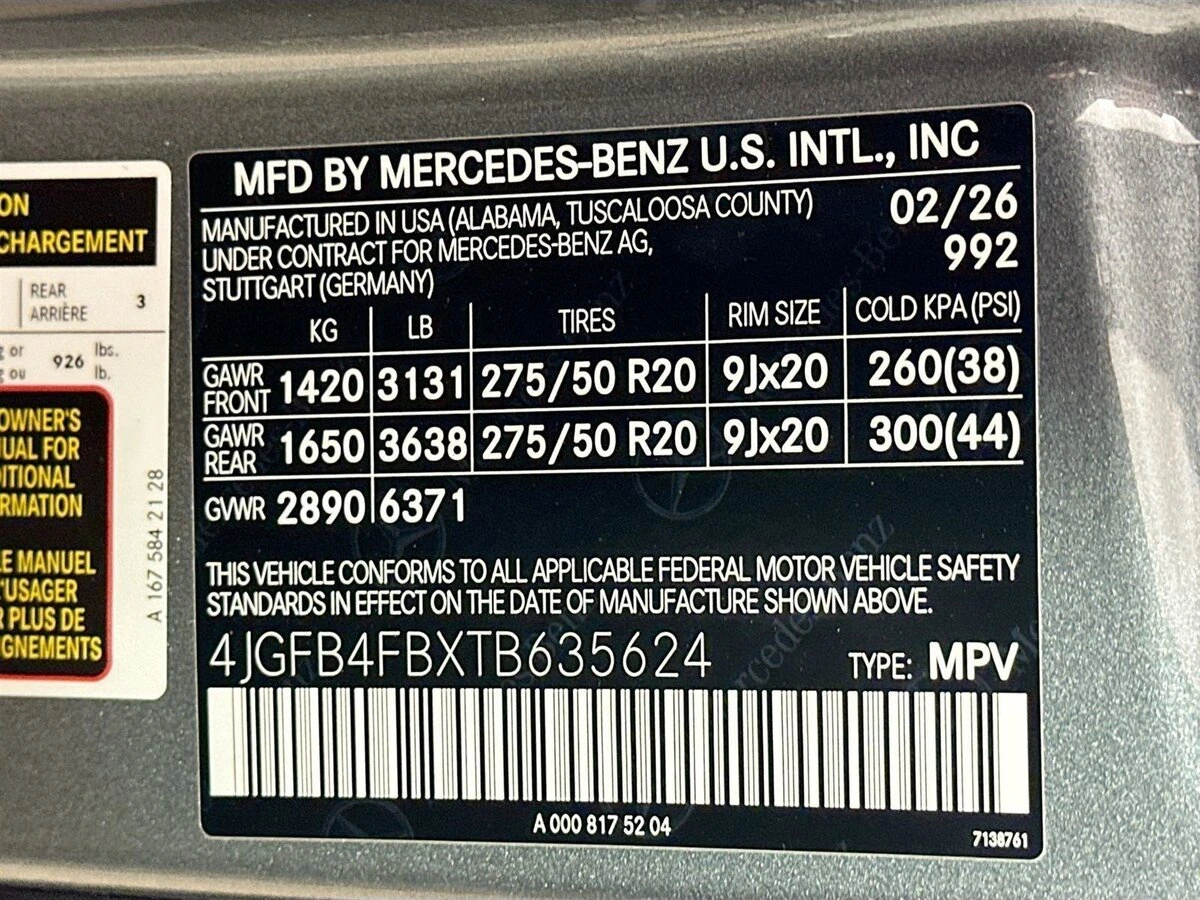 ON
CHARGEMENT
REAR
ARRIÈRE
3
or
ou
926
lbs.
lb.
OWNER'S
UAL FOR
ITIONAL
RMATION
LE MANUEL
'USAGER
R PLUS DE
IGNEMENTS
A 167 584 21 28
MFD BY MERCEDES-BENZ U.S. INTL., INC
MANUFACTURED IN USA (ALABAMA, TUSCALOOSA COUNTY) 02/26
UNDER CONTRACT FOR MERCEDES-BENZ AG, 992
STUTTGART (GERMANY)
KG LB TIRES RIM SIZE COLD KPA (PSI)
GAWR FRONT 1420 3131 275/50 R20 9Jx20 260(38)
GAWR REAR 1650 3638 275/50 R20 9Jx20 300(44)
GVWR 2890 6371
THIS VEHICLE CONFORMS TO ALL APPLICABLE FEDERAL MOTOR VEHICLE SAFETY
STANDARDS IN EFFECT ON THE DATE OF MANUFACTURE SHOWN ABOVE.
4JGFB4FBXTB635624 TYPE: MPV
A 000 817 52 04
7138761